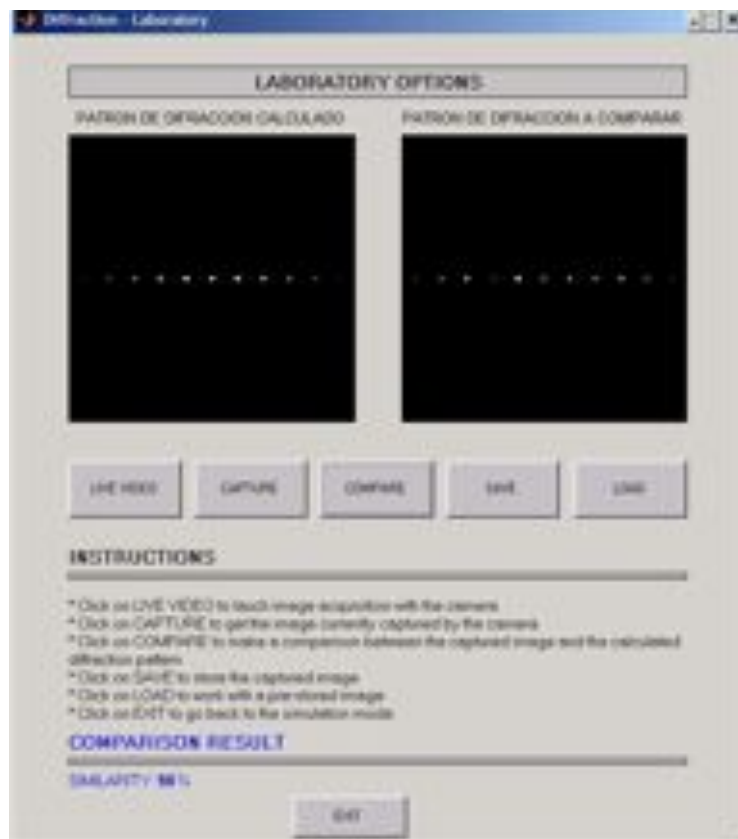 Diffraction - Laboratory
LABORATORY OPTIONS
PATRON DE DIFRACCION CALCULADO
PATRON DE DIFRACCION A COMPARAR
LIVE VIDEO
CAPTURE
COMPARE
SAVE
LOAD
INSTRUCTIONS
* Click on LIVE VIDEO to image acquisition with the camera
* Click on CAPTURE to get the image currently captured by the camera
* Click on COMPARE to make a comparison between the captured image and the calculated
diffraction pattern
* Click on SAVE to store the captured image
* Click on LOAD to work with a pre-stored image
* Click on EXIT to go back to the simulation mode
COMPARISON RESULT
SIMILARITY %
EXIT